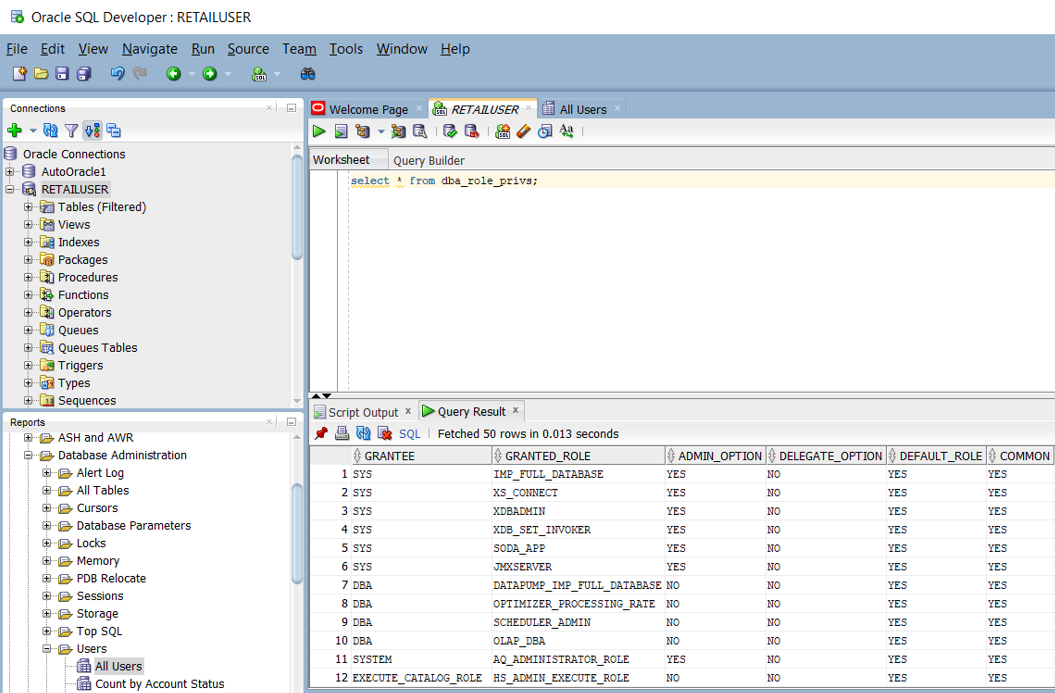 Oracle SQL Developer : RETAILUSER
File Edit View Navigate Run Source Team Tools Window Help
Connections
Oracle Connections
AutoOracle1
RETAILUSER
Tables (Filtered)
Views
Indexes
Packages
Procedures
Functions
Operators
Queues
Queues Tables
Triggers
Types
Sequences
Reports
ASH and AWR
Database Administration
Alert Log
All Tables
Cursors
Database Parameters
Locks
Memory
PDB Relocate
Sessions
Storage
Top SQL
Users
All Users
Count by Account Status
Welcome Page RETAILUSER All Users
Worksheet Query Builder
select * from dba_role_privs;
Script Output x Query Result x
SQL | Fetched 50 rows in 0.013 seconds
GRANTEE GRANTED_ROLE ADMIN_OPTION DELEGATE_OPTION DEFAULT_ROLE COMMON
1 SYS IMP_FULL_DATABASE YES NO YES YES
2 SYS XS_CONNECT YES NO YES YES
3 SYS XDBADMIN YES NO YES YES
4 SYS XDB_SET_INVOKER YES NO YES YES
5 SYS SODA_APP YES NO YES YES
6 SYS JMXSERVER YES NO YES YES
7 DBA DATAPUMP_IMP_FULL_DATABASE NO NO YES YES
8 DBA OPTIMIZER_PROCESSING_RATE NO NO YES YES
9 DBA SCHEDULER_ADMIN NO NO YES YES
10 DBA OLAP_DBA NO NO YES YES
11 SYSTEM AQ_ADMINISTRATOR_ROLE YES NO YES YES
12 EXECUTE_CATALOG_ROLE HS_ADMIN_EXECUTE_ROLE NO NO YES YES